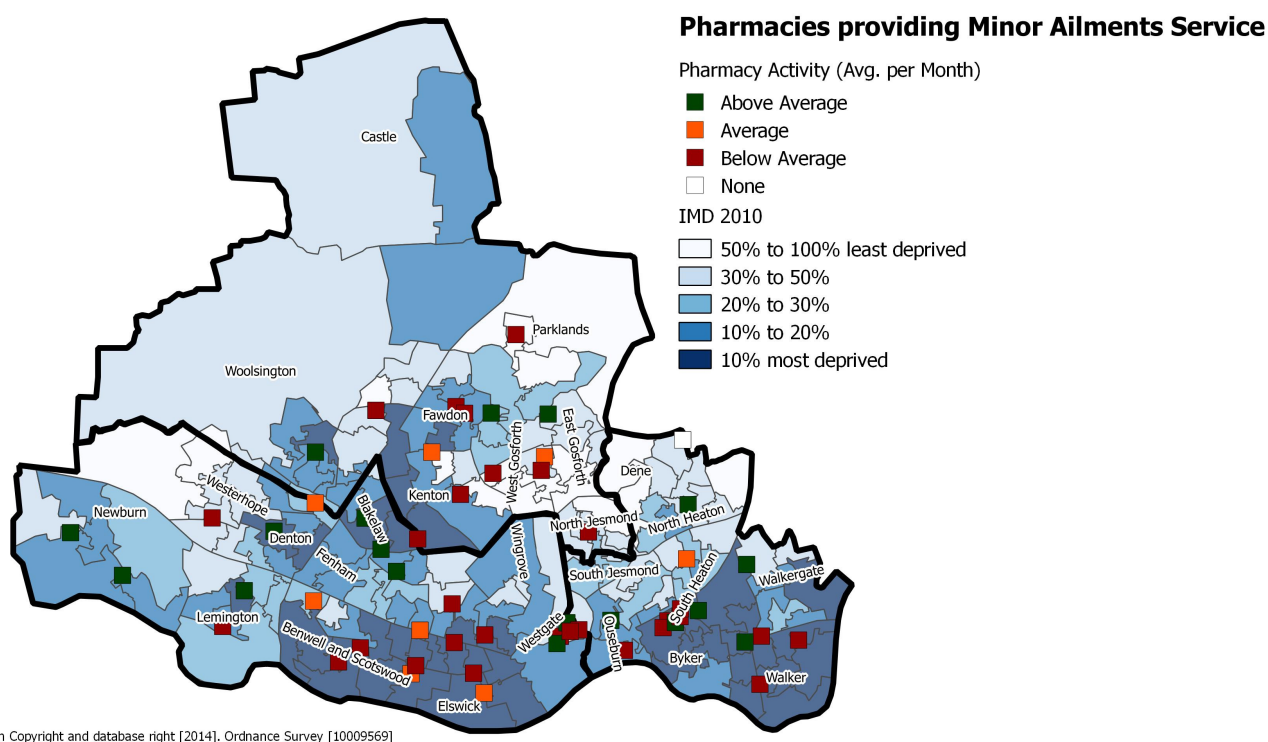 Pharmacies providing Minor Ailments Service
Pharmacy Activity (Avg. per Month)
Above Average
Average
Below Average
None
IMD 2010
50% to 100% least deprived
30% to 50%
20% to 30%
10% to 20%
10% most deprived
Castle
Parklands
Woolsington
Fawdon
East Gosforth
West Gosforth
Dene
Westerhope
Kenton
Newburn
Blakelaw
North Jesmond
North Heaton
Denton
Wingrove
Fenham
South Jesmond
South Heaton
Walkergate
Lemington
Westgate
Ouseburn
Benwell and Scotswood
Byker
Walker
Elswick
Copyright and database right [2014]. Ordnance Survey [10009569]